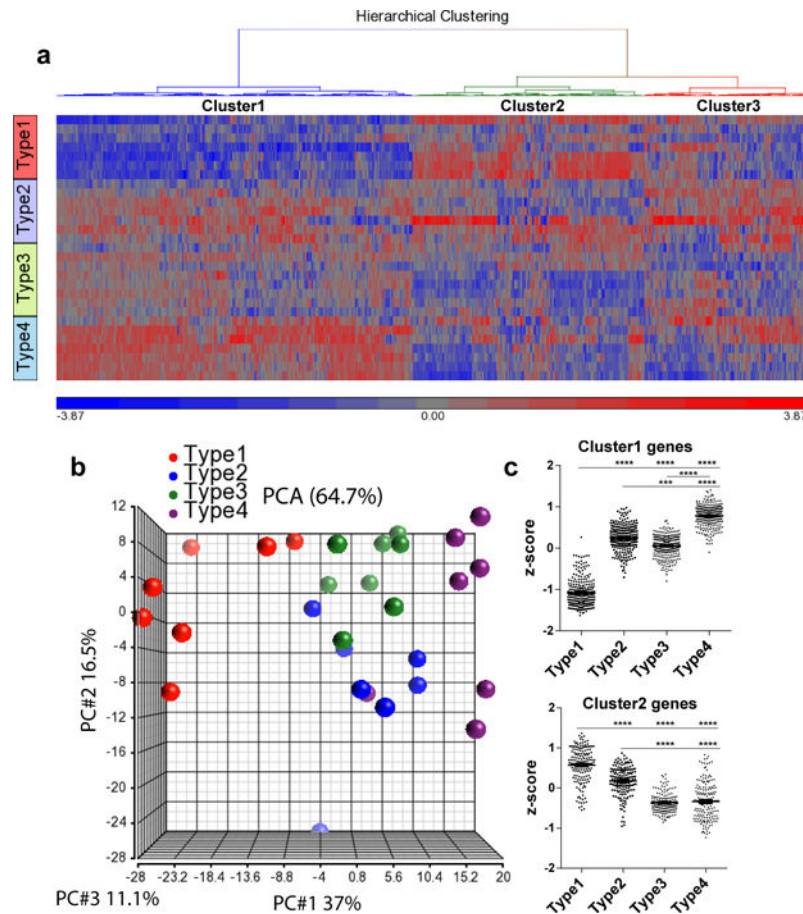 Hierarchical Clustering
a
Cluster1 Cluster2 Cluster3
Type1
Type2
Type3
Type4
-3.87 0.00 3.87
b
Type1
Type2
Type3
Type4
PCA (64.7%)
12
8
4
0
-4
-8
-12
-16
-20
-24
-28
PC#2 16.5%
-28 -23.2 -18.4 -13.6 -8.8 -4 0.8 5.6 10.4 15.2 20
PC#3 11.1% PC#1 37%
c
Cluster1 genes
**** **** ****
****
*** ****
2
1
0
-1
-2
z-score
Type1 Type2 Type3 Type4
Cluster2 genes
**** **** ****
**** ****
2
1
0
-1
-2
z-score
Type1 Type2 Type3 Type4